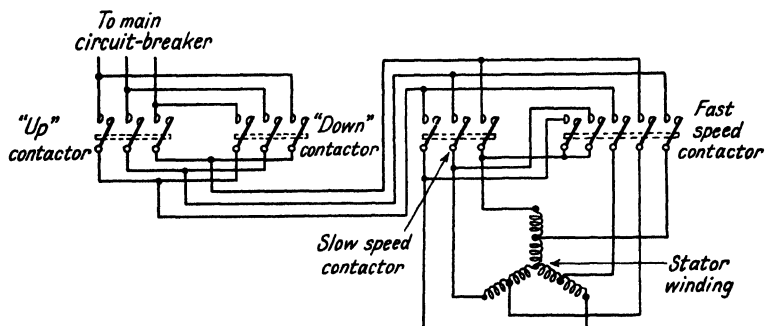 To main
circuit-breaker
"Up"
contactor
"Down"
contactor
Fast
speed
contactor
Slow speed
contactor
Stator
winding